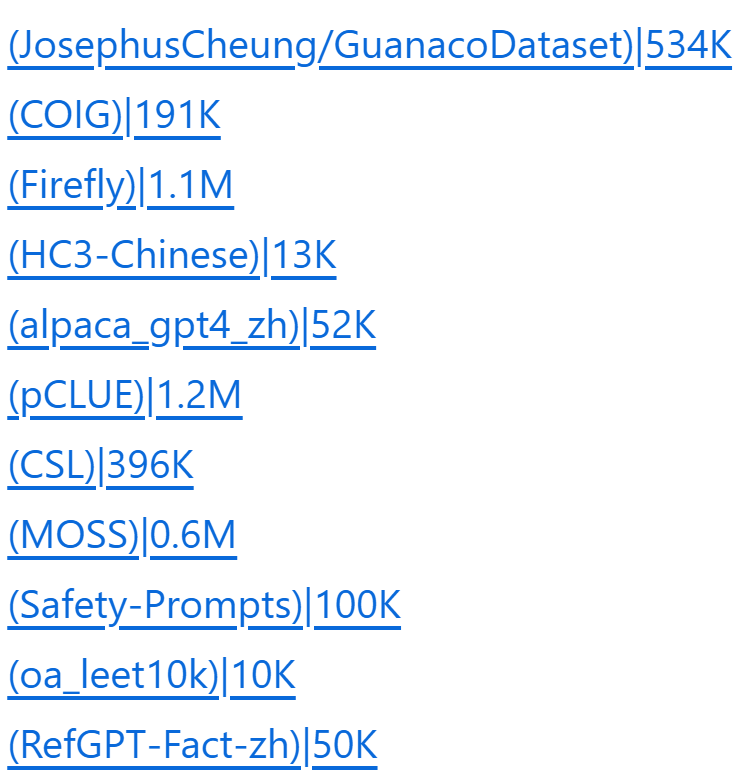 (JosephusCheung/GuanacoDataset)|534K
(COIG)|191K
(Firefly)|1.1M
(HC3-Chinese)|13K
(alpaca_gpt4_zh)|52K
(pCLUE)|1.2M
(CSL)|396K
(MOSS)|0.6M
(Safety-Prompts)|100K
(oa_leet10k)|10K
(RefGPT-Fact-zh)|50K